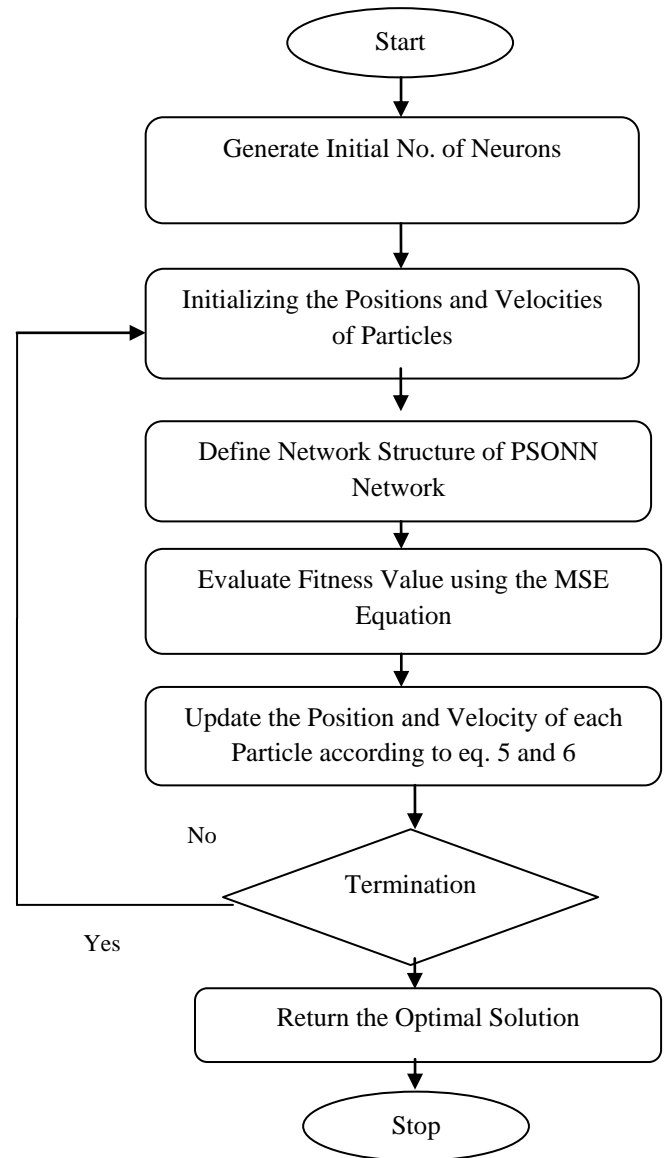 Start
Generate Initial No. of Neurons
Initializing the Positions and Velocities
of Particles
Define Network Structure of PSONN
Network
Evaluate Fitness Value using the MSE
Equation
Update the Position and Velocity of each
Particle according to eq. 5 and 6
No
Termination
Yes
Return the Optimal Solution
Stop